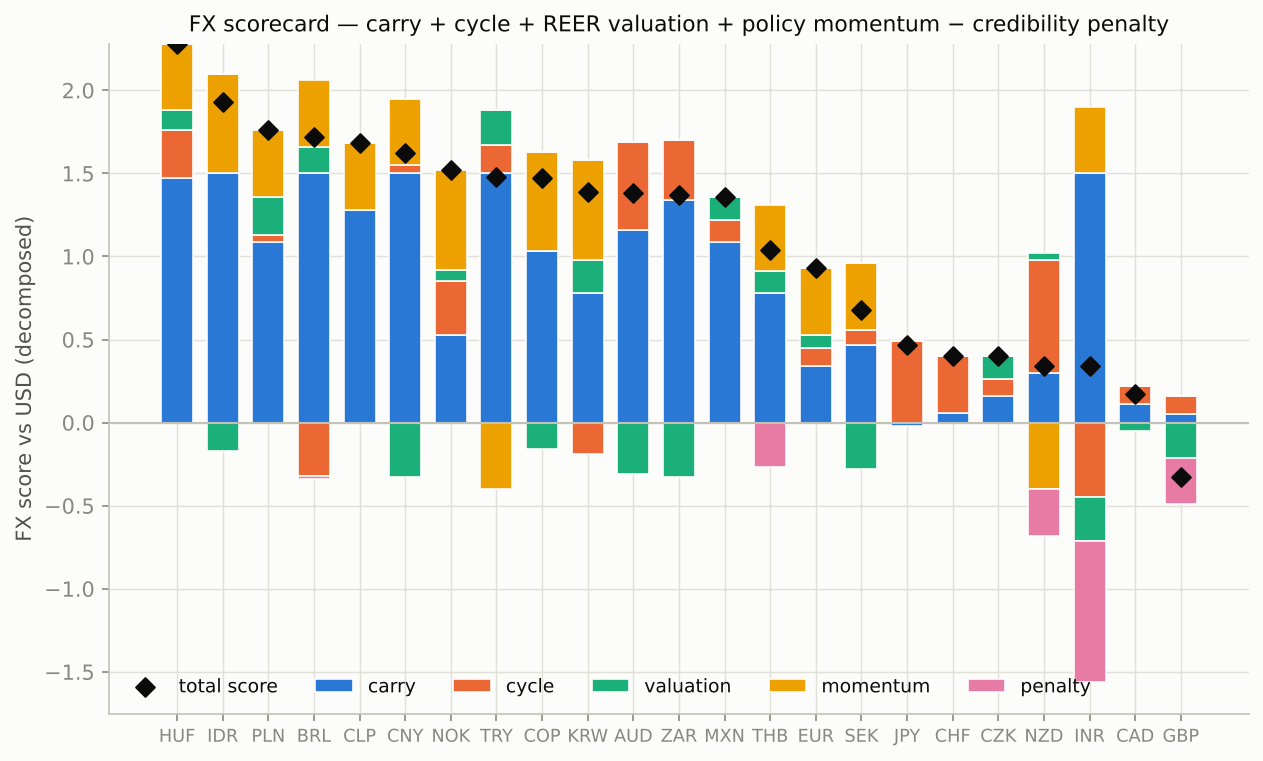 FX scorecard — carry + cycle + REER valuation + policy momentum − credibility penalty
FX score vs USD (decomposed)
2.0
1.5
1.0
0.5
0.0
−0.5
−1.0
−1.5
total score carry cycle valuation momentum penalty
HUF IDR PLN BRL CLP CNY NOK TRY COP KRW AUD ZAR MXN THB EUR SEK JPY CHF CZK NZD INR CAD GBP